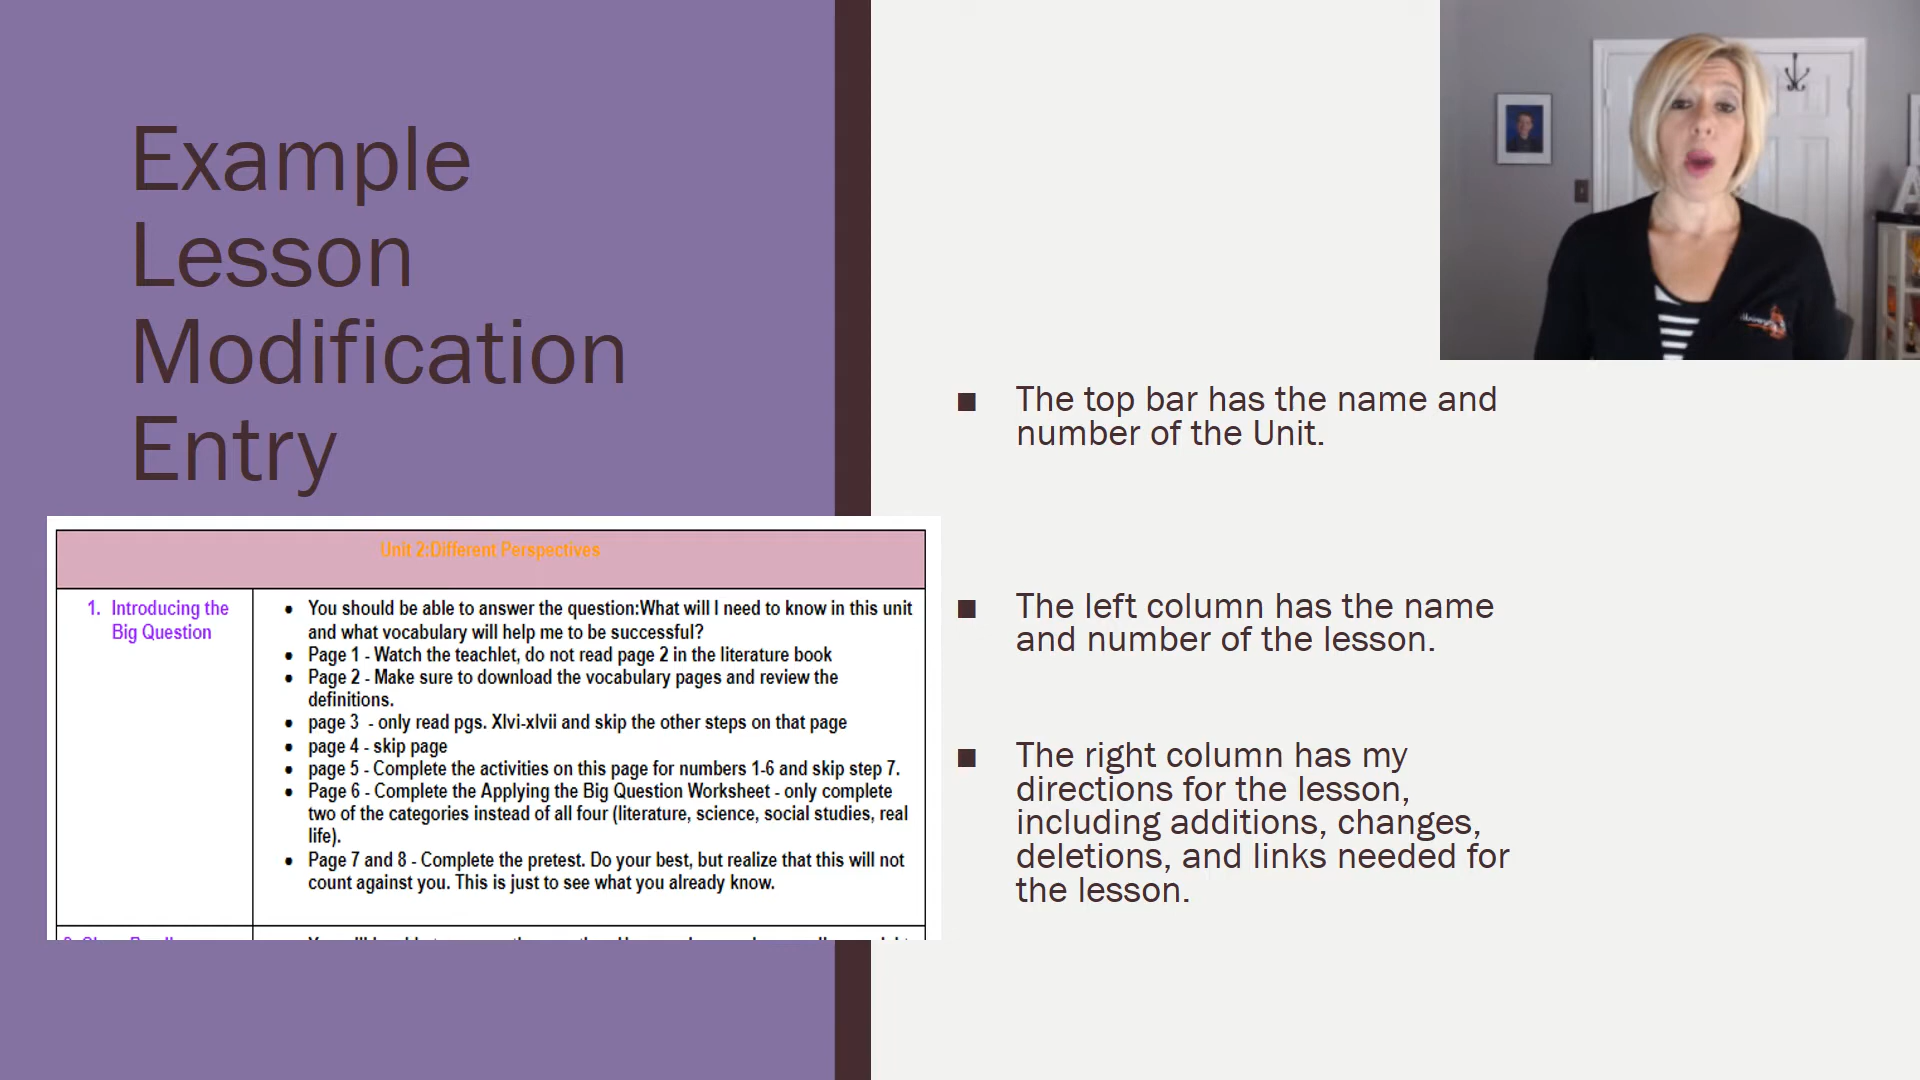 Example
Lesson
Modification
Entry
Unit 2:Different Perspectives
1. Introducing the
Big Question
• You should be able to answer the question:What will I need to know in this unit
and what vocabulary will help me to be successful?
• Page 1 - Watch the teachlet, do not read page 2 in the literature book
• Page 2 - Make sure to download the vocabulary pages and review the
definitions.
• page 3 - only read pgs. Xlvi-xlvii and skip the other steps on that page
• page 4 - skip page
• page 5 - Complete the activities on this page for numbers 1-6 and skip step 7.
• Page 6 - Complete the Applying the Big Question Worksheet - only complete
two of the categories instead of all four (literature, science, social studies, real
life).
• Page 7 and 8 - Complete the pretest. Do your best, but realize that this will not
count against you. This is just to see what you already know.
■ The top bar has the name and
number of the Unit.
■ The left column has the name
and number of the lesson.
■ The right column has my
directions for the lesson,
including additions, changes,
deletions, and links needed for
the lesson.